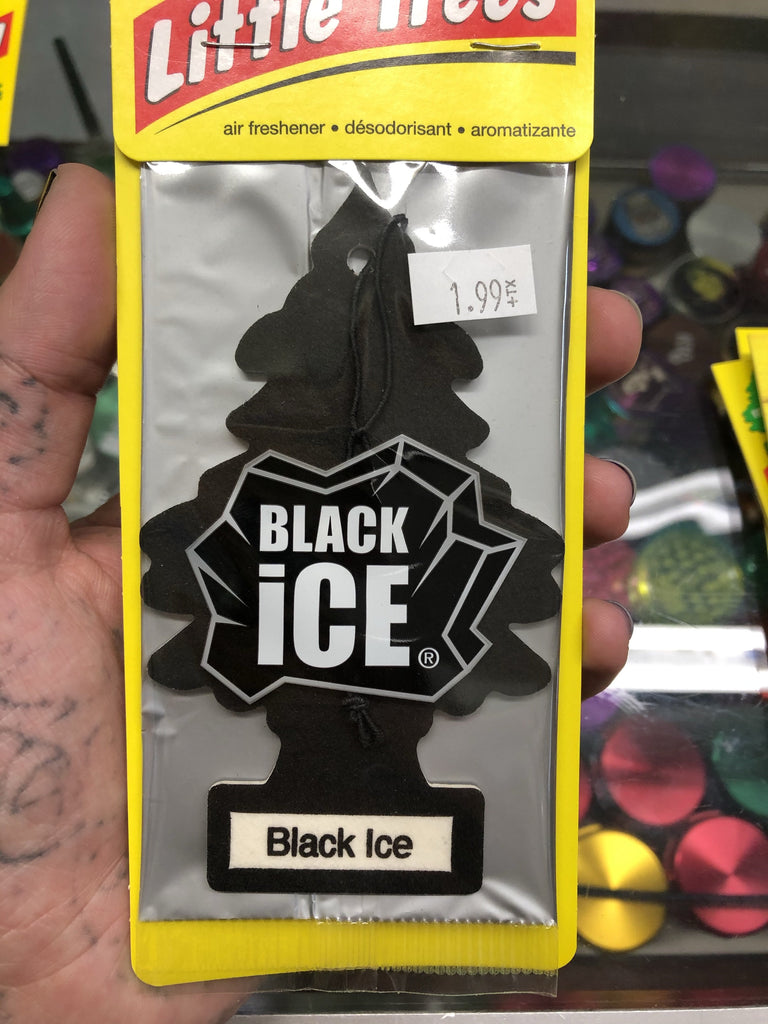 Little Trees
air freshener • désodorisant • aromatizante
1.99 +TX
BLACK
iCE ®
Black Ice